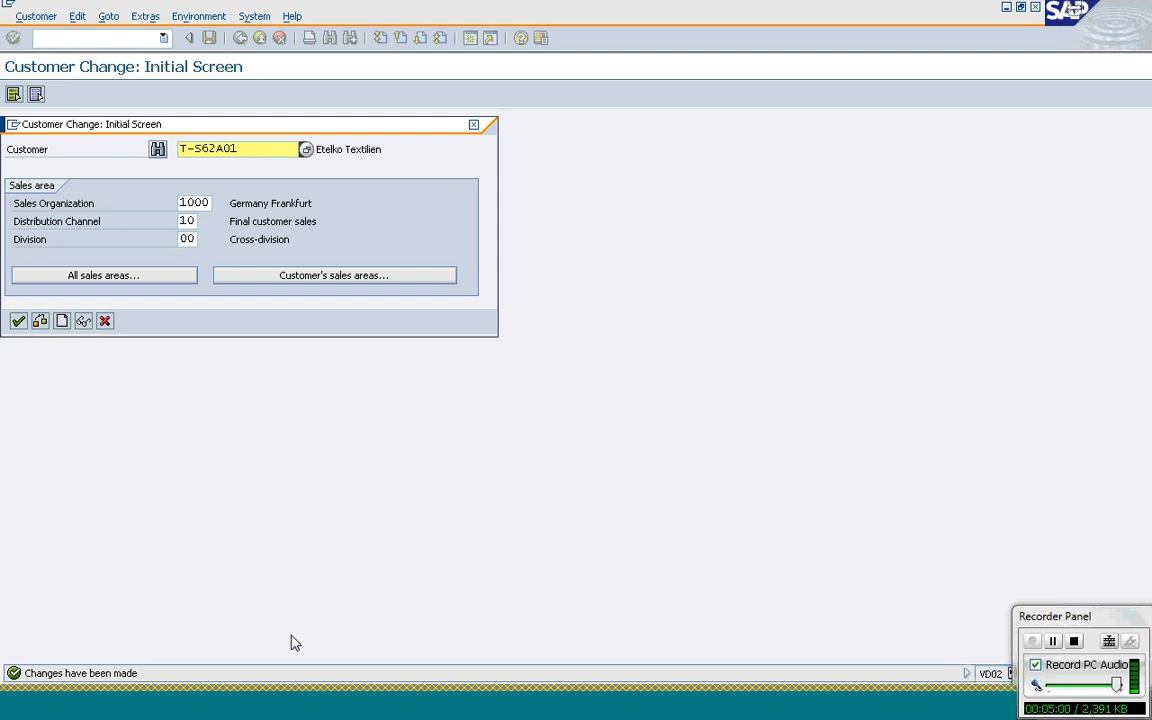 Customer Edit Goto Extras Environment System Help
SAP
Customer Change: Initial Screen
Customer Change: Initial Screen
Customer T-S62A01 Etelko Textilien
Sales area
Sales Organization 1000 Germany Frankfurt
Distribution Channel 10 Final customer sales
Division 00 Cross-division
All sales areas... Customer's sales areas...
Recorder Panel
Record PC Audio
Changes have been made VD02
00:05:00 / 2,391 KB